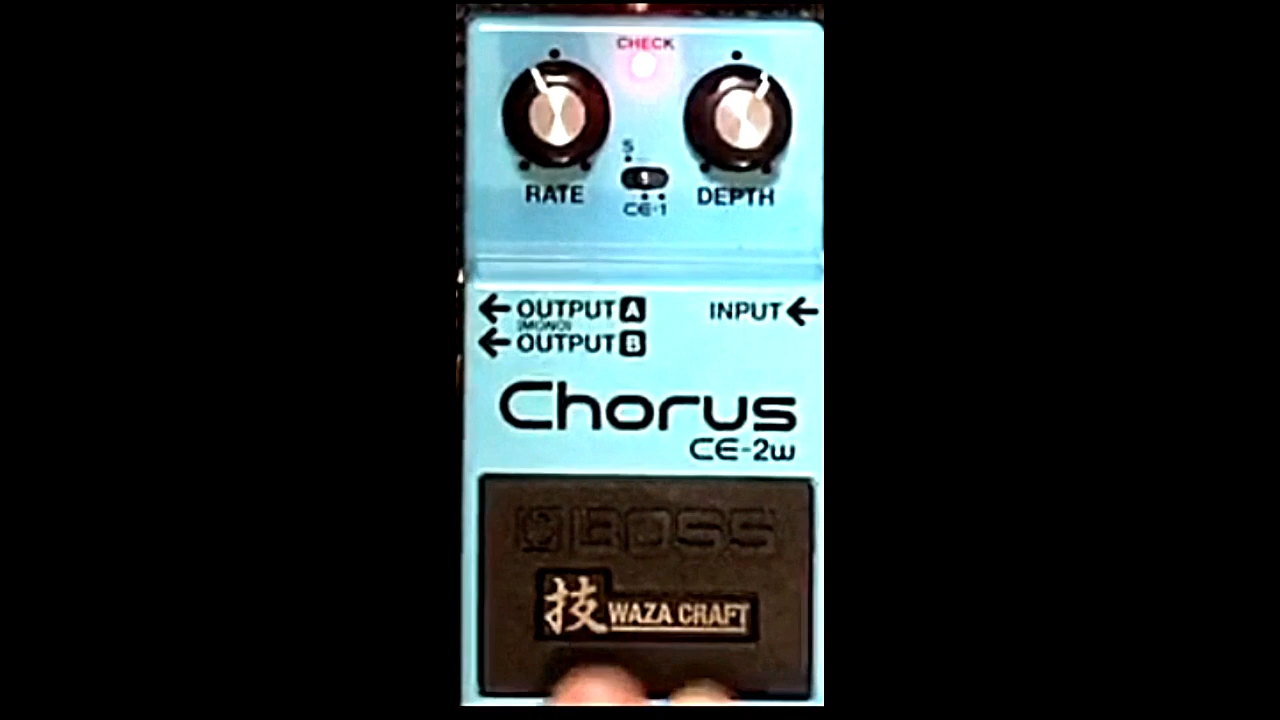 CHECK
S
RATE
DEPTH
CE-1
OUTPUT A
INPUT
(MONO)
OUTPUT B
Chorus
CE-2w
BOSS
技 WAZA CRAFT